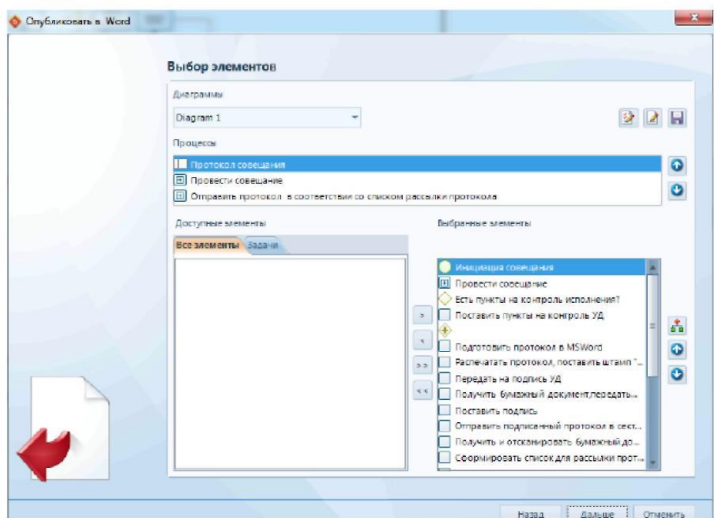 Опубликовать в Word
Выбор элементов
Диаграммы
Diagram 1
Процессы
Протокол совещания
Провести совещание
Отправить протокол в соответствии со списком рассылки протокола
Доступные элементы
Выбранные элементы
Все элементы Задачи
Инициация совещания
Провести совещание
Есть пункты на контроль исполнения?
Поставить пункты на контроль УД
>
<
Подготовить протокол в MSWord
Распечатать протокол, поставить штамп "...
>>
Передать на подпись УД
<<
Получить бумажный документ,передать...
Поставить подпись
Отправить подписанный протокол в сект...
Получить и отсканировать бумажный до...
Сформировать список для рассылки прот...
Назад Дальше Отменить